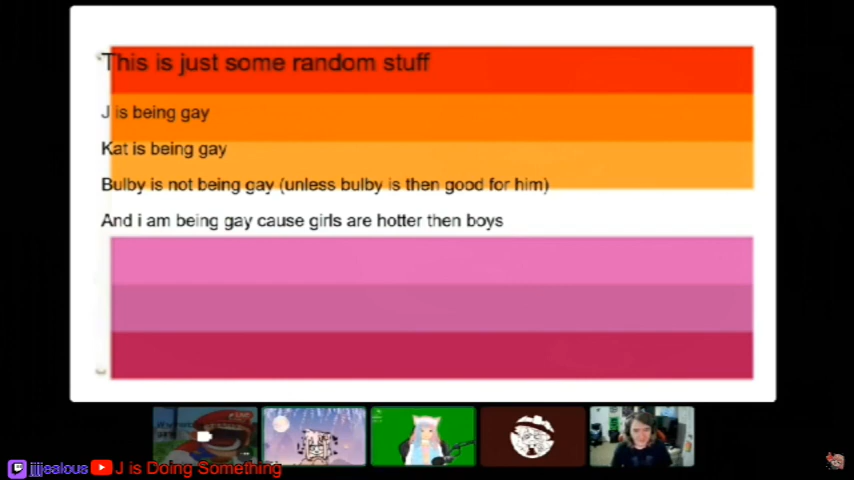 This is just some random stuff
J is being gay
Kat is being gay
Bulby is not being gay (unless bulby is then good for him)
And i am being gay cause girls are hotter then boys
jjjjealous J is Doing Something